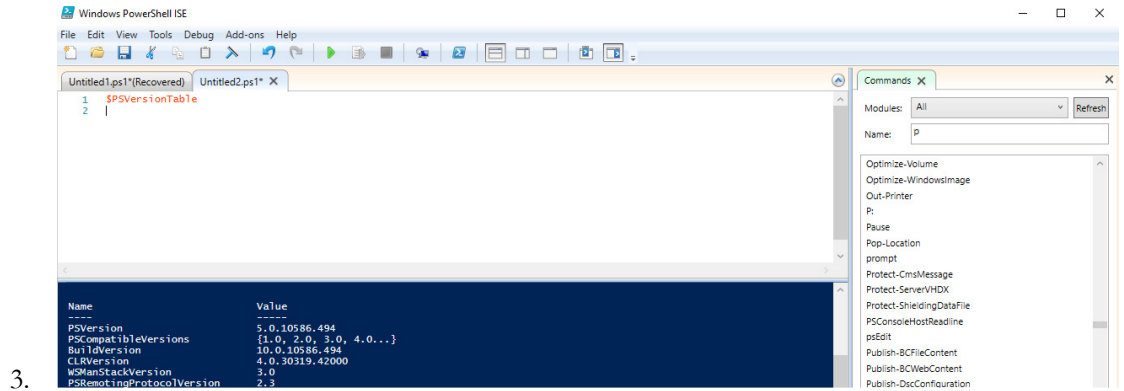 Windows PowerShell ISE
File Edit View Tools Debug Add-ons Help
Untitled1.ps1*(Recovered) Untitled2.ps1* X
1 $PSVersionTable
2
Name Value
---- -----
PSVersion 5.0.10586.494
PSCompatibleVersions {1.0, 2.0, 3.0, 4.0...}
BuildVersion 10.0.10586.494
CLRVersion 4.0.30319.42000
WSManStackVersion 3.0
PSRemotingProtocolVersion 2.3
Commands X
Modules: All Refresh
Name: p
Optimize-Volume
Optimize-WindowsImage
Out-Printer
P:
Pause
Pop-Location
prompt
Protect-CmsMessage
Protect-ServerVHDX
Protect-ShieldingDataFile
PSConsoleHostReadline
psEdit
Publish-BCFileContent
Publish-BCWebContent
Publish-DscConfiguration
3.